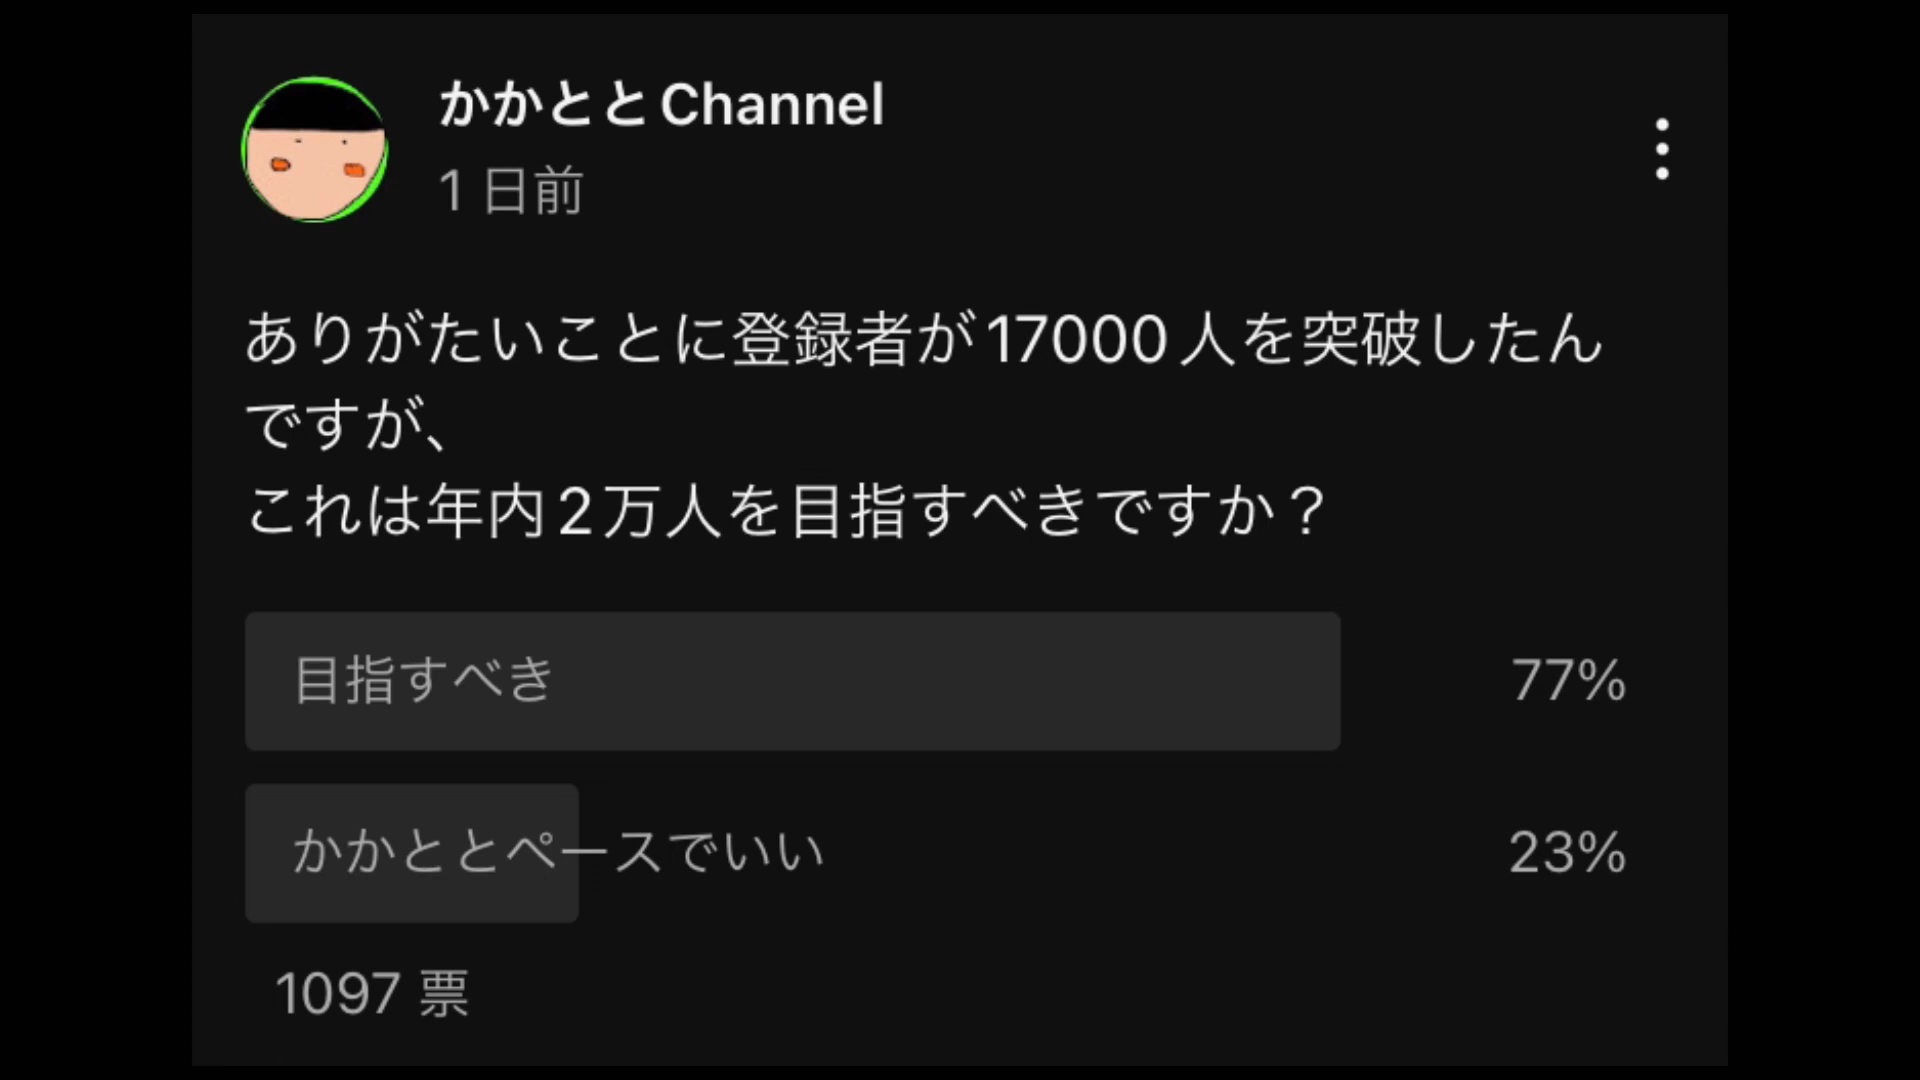 かかととChannel
1 日前
ありがたいことに登録者が17000人を突破したん
ですが、
これは年内2万人を目指すべきですか？
目指すべき 77%
かかととペースでいい 23%
1097 票